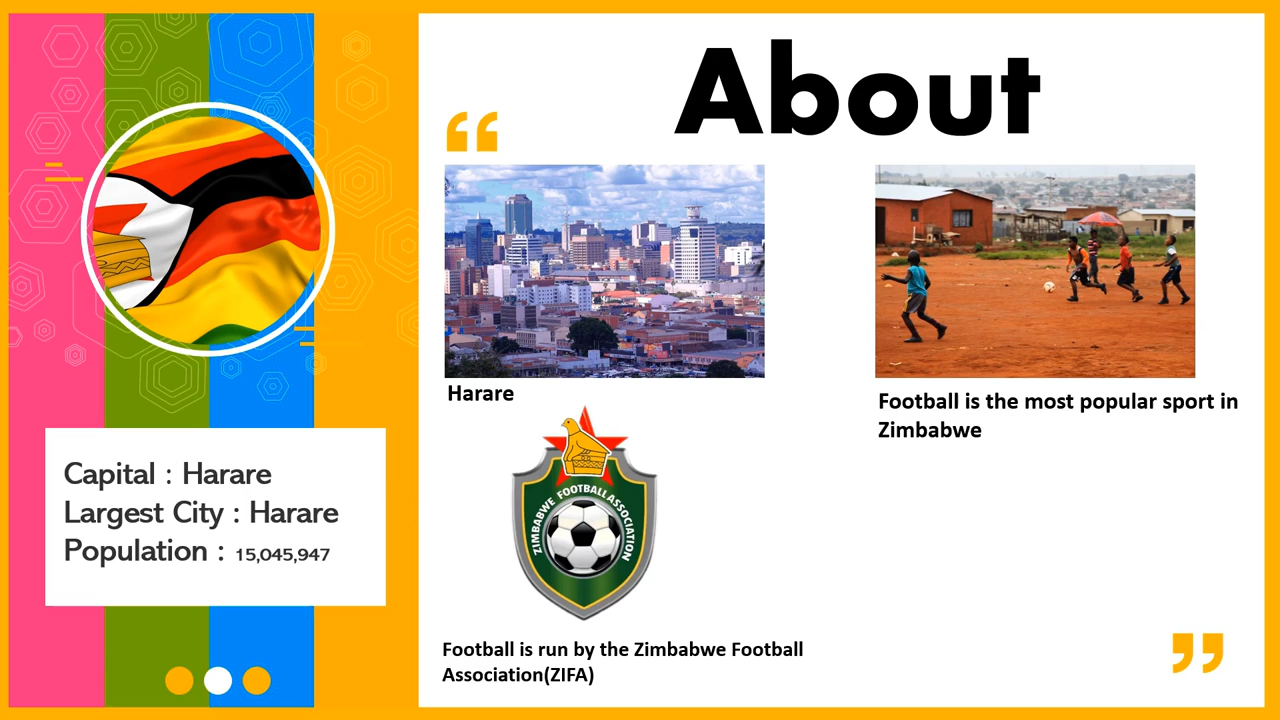 About
“
Harare
Football is the most popular sport in
Zimbabwe
ZIMBABWE FOOTBALL ASSOCIATION
Football is run by the Zimbabwe Football
Association(ZIFA)
”
Capital : Harare
Largest City : Harare
Population : 15,045,947